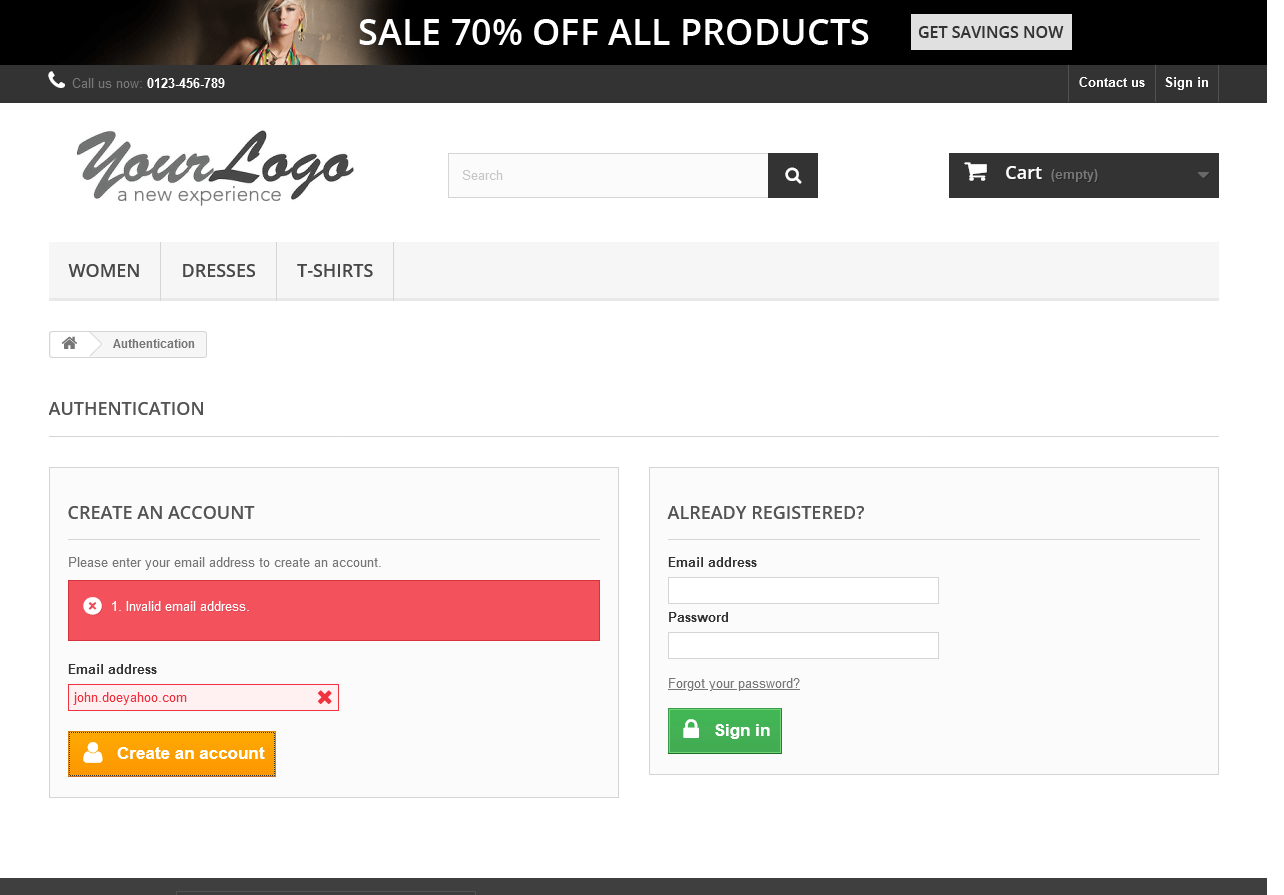 SALE 70% OFF ALL PRODUCTS GET SAVINGS NOW
Call us now: 0123-456-789 Contact us Sign in
YourLogo
a new experience
Search
Cart (empty)
WOMEN DRESSES T-SHIRTS
Authentication
AUTHENTICATION
CREATE AN ACCOUNT
Please enter your email address to create an account.
1. Invalid email address.
Email address
john.doeyahoo.com
Create an account
ALREADY REGISTERED?
Email address
Password
Forgot your password?
Sign in